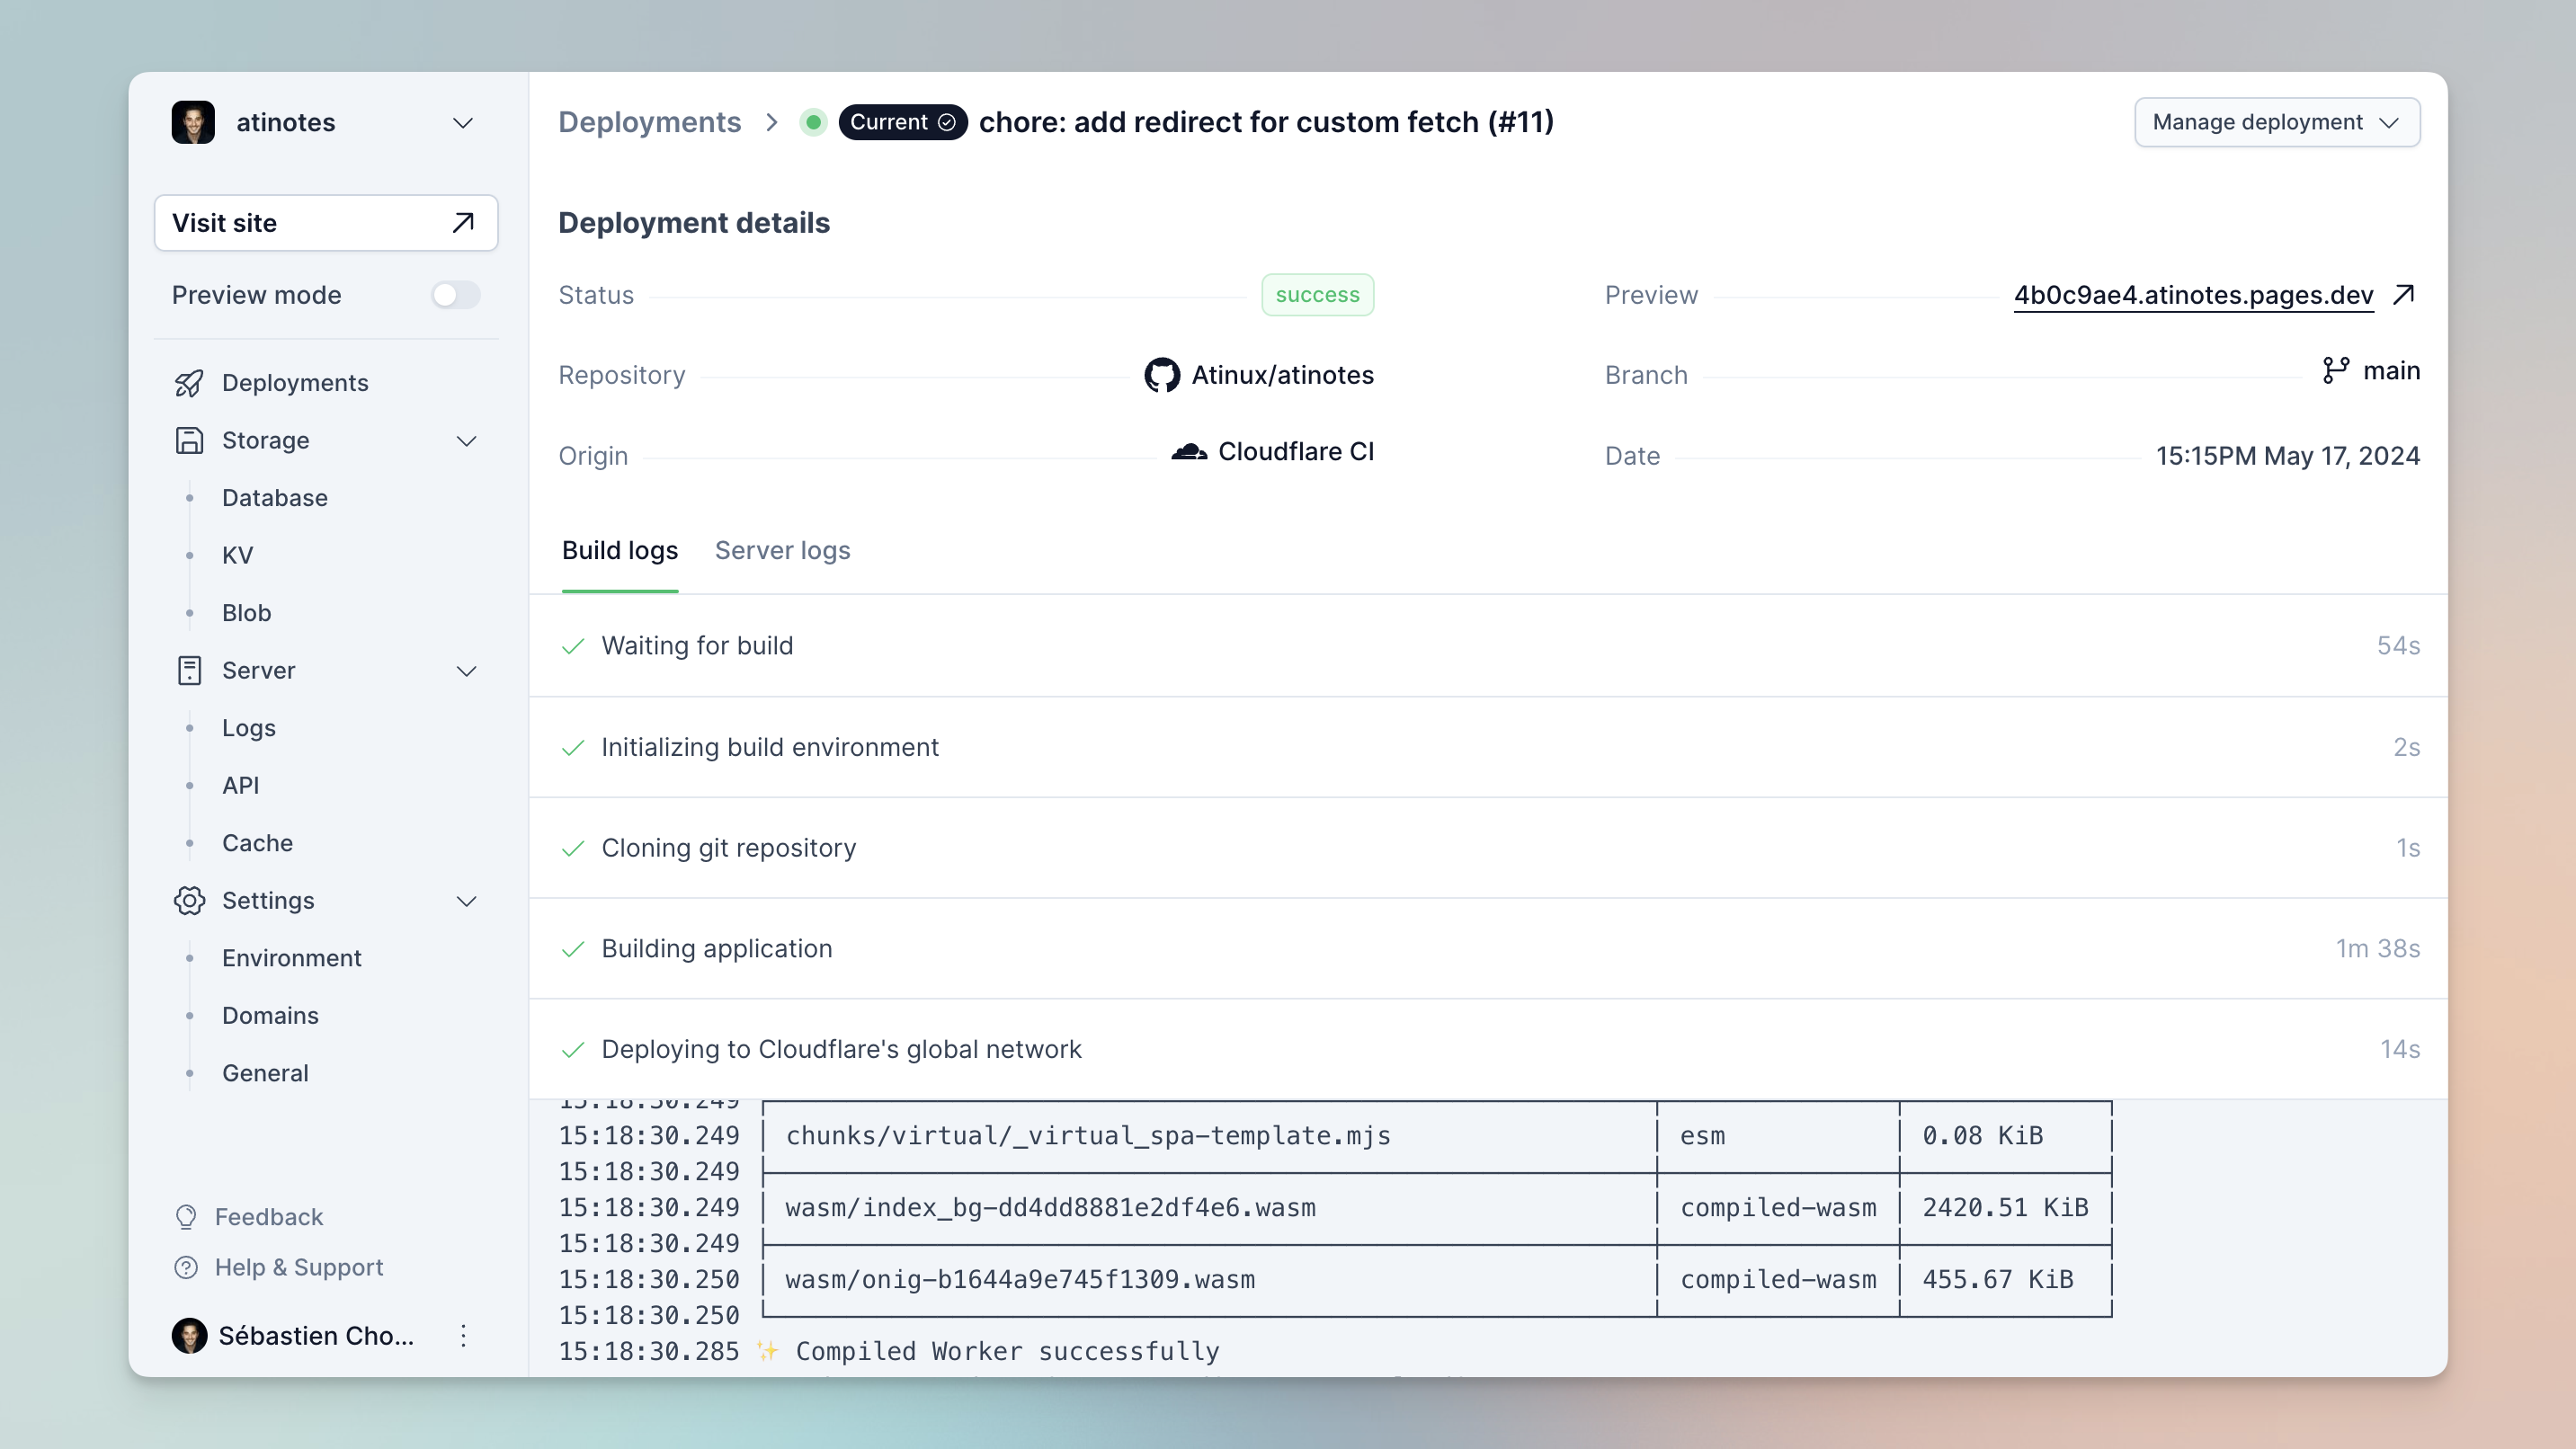 atinotes
Visit site
Preview mode
Deployments
Storage
Database
KV
Blob
Server
Logs
API
Cache
Settings
Environment
Domains
General
Feedback
Help & Support
Sébastien Cho...
Deployments > Current chore: add redirect for custom fetch (#11)
Manage deployment
Deployment details
Status success
Preview 4b0c9ae4.atinotes.pages.dev
Repository Atinux/atinotes
Branch main
Origin Cloudflare CI
Date 15:15PM May 17, 2024
Build logs Server logs
Waiting for build 54s
Initializing build environment 2s
Cloning git repository 1s
Building application 1m 38s
Deploying to Cloudflare's global network 14s
15:18:30.249
15:18:30.249 chunks/virtual/_virtual_spa-template.mjs esm 0.08 KiB
15:18:30.249
15:18:30.249 wasm/index_bg-dd4dd8881e2df4e6.wasm compiled-wasm 2420.51 KiB
15:18:30.249
15:18:30.250 wasm/onig-b1644a9e745f1309.wasm compiled-wasm 455.67 KiB
15:18:30.250
15:18:30.285 ✨ Compiled Worker successfully